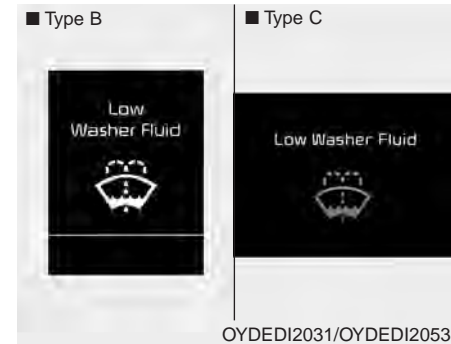 ■ Type B
■ Type C
Low
Washer Fluid
Low Washer Fluid
OYDEDI2031/OYDEDI2053